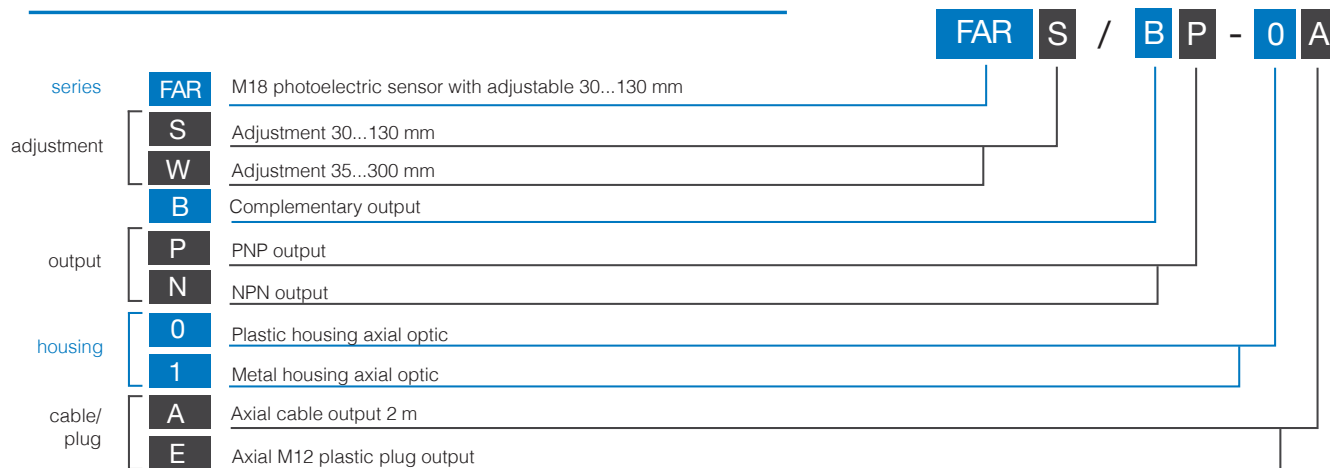 FAR S / B P - 0 A
series FAR M18 photoelectric sensor with adjustable 30...130 mm
adjustment
S Adjustment 30...130 mm
W Adjustment 35...300 mm
B Complementary output
output
P PNP output
N NPN output
housing
0 Plastic housing axial optic
1 Metal housing axial optic
cable/
plug
A Axial cable output 2 m
E Axial M12 plastic plug output